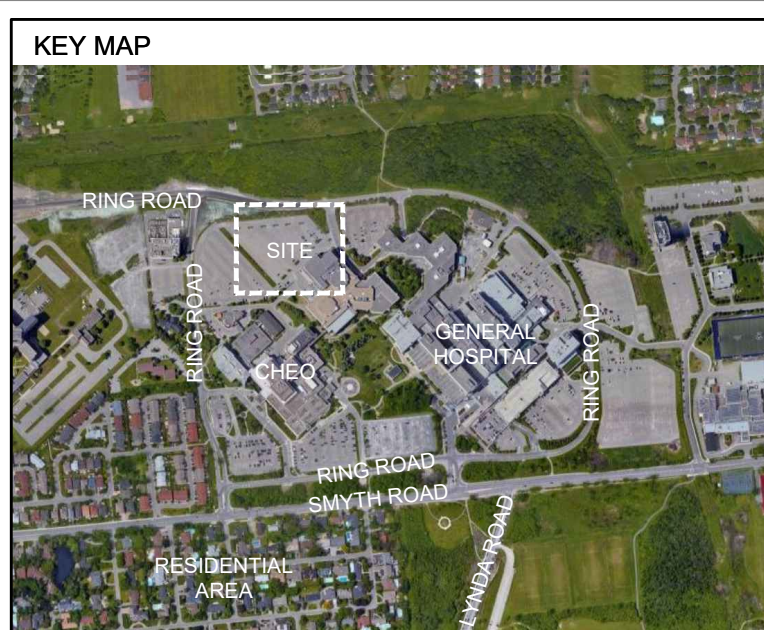 KEY MAP
RING ROAD
SITE
RING ROAD
GENERAL
HOSPITAL
RING ROAD
CHEO
RING ROAD
SMYTH ROAD
LYNDA ROAD
RESIDENTIAL
AREA